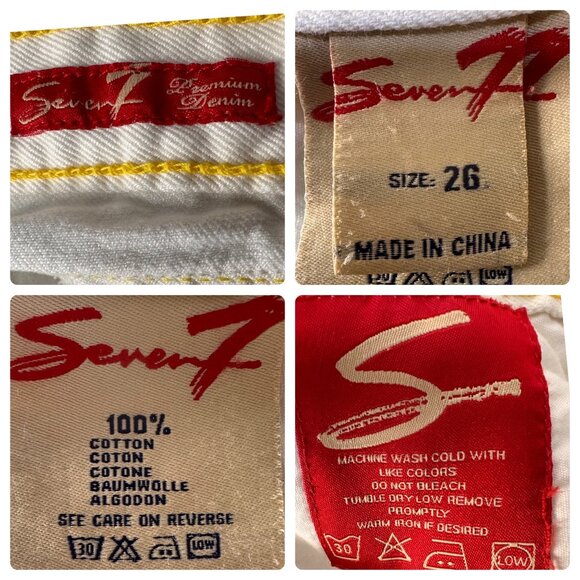 Seven7 Premium
Denim
Seven7
SIZE: 26
MADE IN CHINA
30 LOW
Seven7
100%
COTTON
COTON
COTONE
BAUMWOLLE
ALGODON
SEE CARE ON REVERSE
30 LOW
S
MACHINE WASH COLD WITH
LIKE COLORS
DO NOT BLEACH
TUMBLE DRY LOW REMOVE
PROMPTLY
WARM IRON IF DESIRED
30 LOW